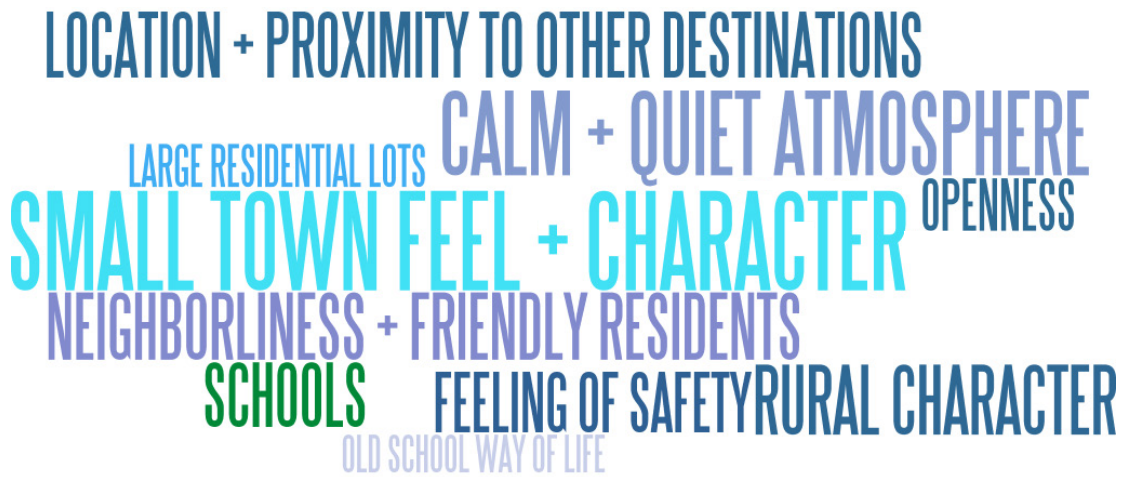 LOCATION + PROXIMITY TO OTHER DESTINATIONS
CALM + QUIET ATMOSPHERE
LARGE RESIDENTIAL LOTS
OPENNESS
SMALL TOWN FEEL + CHARACTER
NEIGHBORLINESS + FRIENDLY RESIDENTS
SCHOOLS
FEELING OF SAFETY
RURAL CHARACTER
OLD SCHOOL WAY OF LIFE